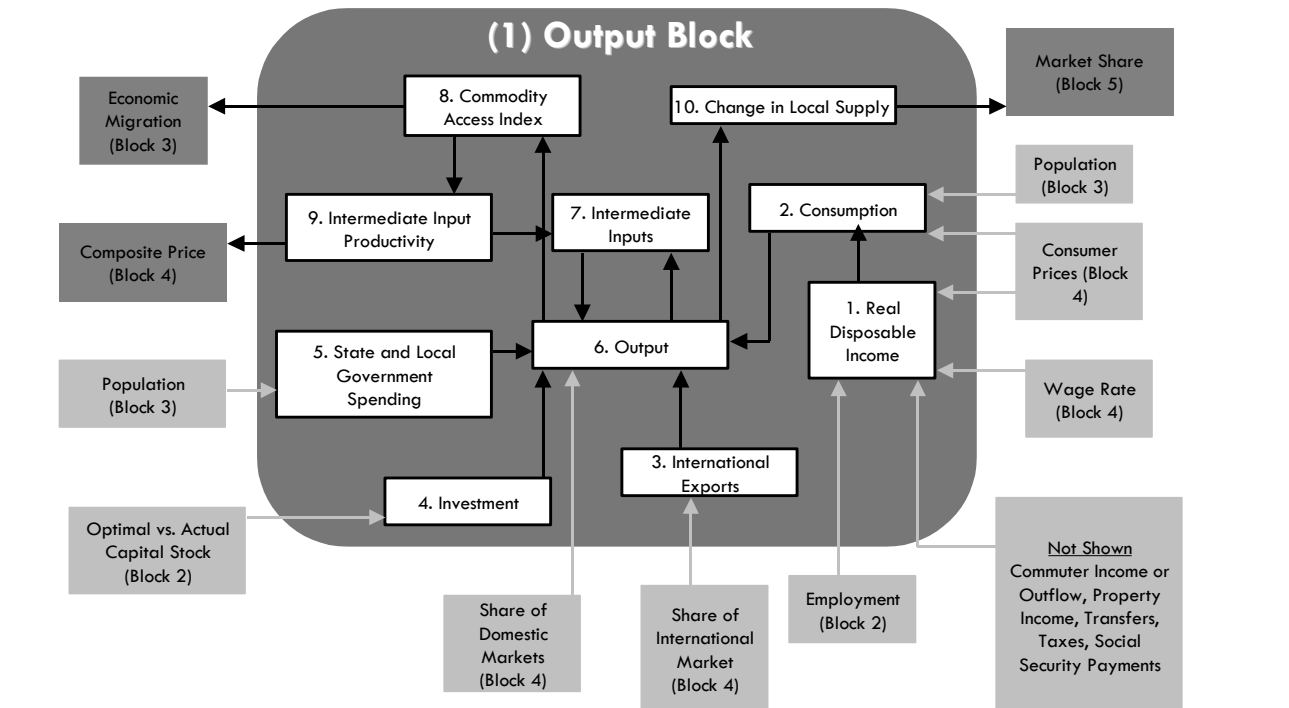 (1) Output Block
Market Share
(Block 5)
Economic
Migration
(Block 3)
8. Commodity
Access Index
10. Change in Local Supply
Population
(Block 3)
9. Intermediate Input
Productivity
7. Intermediate
Inputs
2. Consumption
Composite Price
(Block 4)
Consumer
Prices (Block
4)
1. Real
Disposable
Income
5. State and Local
Government
Spending
6. Output
Population
(Block 3)
Wage Rate
(Block 4)
3. International
Exports
4. Investment
Optimal vs. Actual
Capital Stock
(Block 2)
Share of
Domestic
Markets
(Block 4)
Share of
International
Market
(Block 4)
Employment
(Block 2)
Not Shown
Commuter Income or
Outflow, Property
Income, Transfers,
Taxes, Social
Security Payments